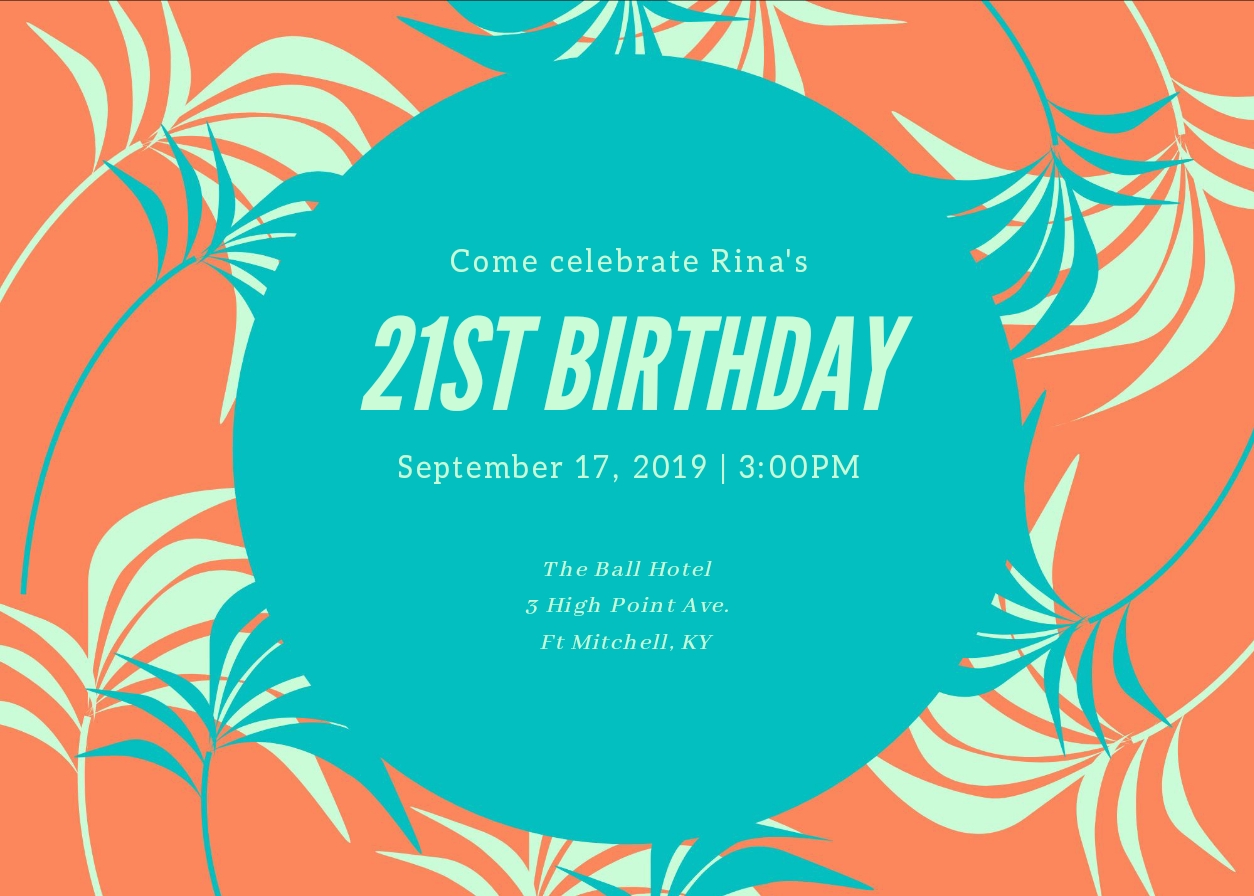 Come celebrate Rina's
21ST BIRTHDAY
September 17, 2019 | 3:00PM
The Ball Hotel
3 High Point Ave.
Ft Mitchell, KY